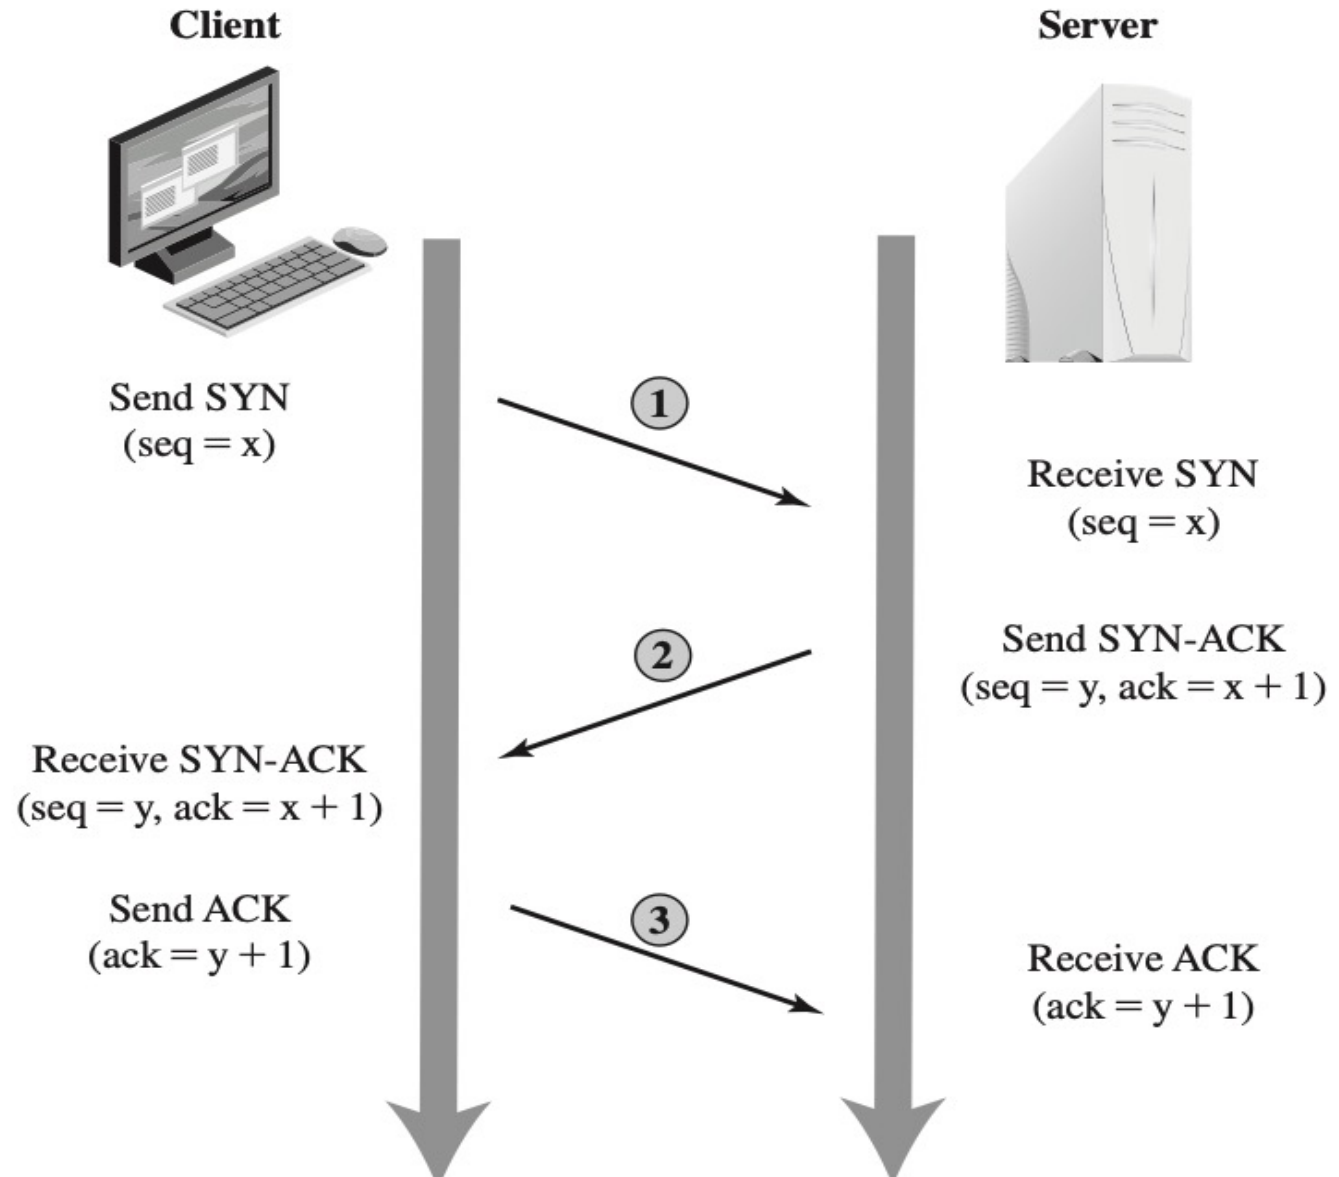 Client
Server
Send SYN
(seq = x)
1
Receive SYN
(seq = x)
2
Send SYN-ACK
(seq = y, ack = x + 1)
Receive SYN-ACK
(seq = y, ack = x + 1)
Send ACK
(ack = y + 1)
3
Receive ACK
(ack = y + 1)